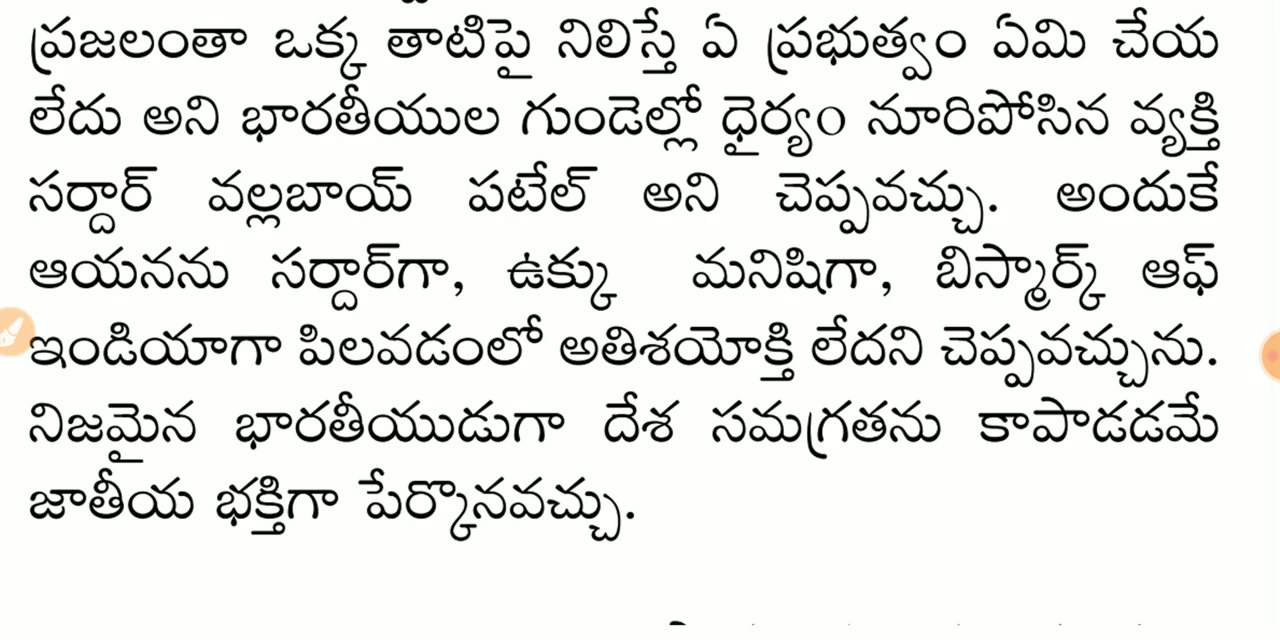 ప్రజలంతా ఒక్క తాటిపై నిలిస్తే ఏ ప్రభుత్వం ఏమి చేయ
లేదు అని భారతీయుల గుండెల్లో ధైర్యం నూరిపోసిన వ్యక్తి
సర్దార్ వల్లబాయ్ పటేల్ అని చెప్పవచ్చు. అందుకే
ఆయనను సర్దార్‌గా, ఉక్కు మనిషిగా, బిస్మార్క్ ఆఫ్
ఇండియాగా పిలవడంలో అతిశయోక్తి లేదని చెప్పవచ్చును.
నిజమైన భారతీయుడుగా దేశ సమగ్రతను కాపాడడమే
జాతీయ భక్తిగా పేర్కొనవచ్చు.